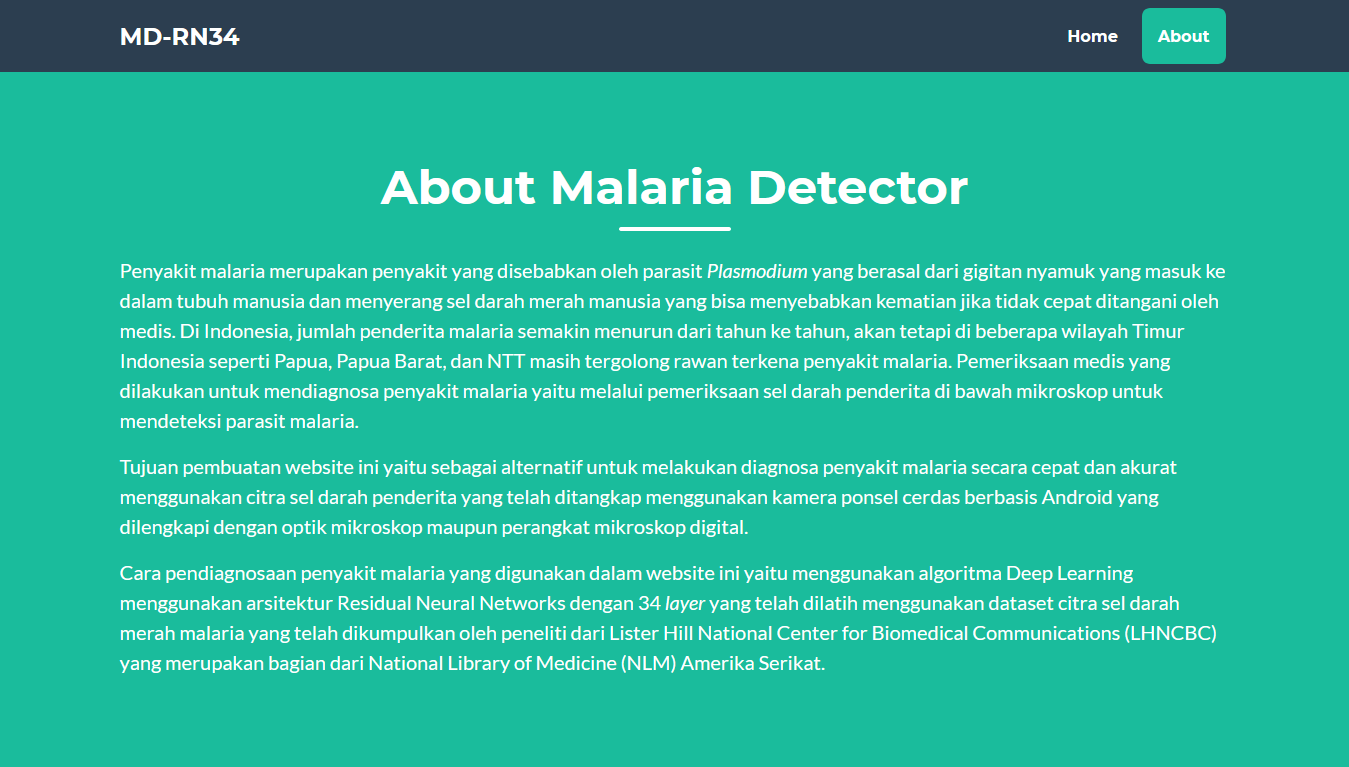 MD-RN34
Home
About
About Malaria Detector
Penyakit malaria merupakan penyakit yang disebabkan oleh parasit Plasmodium yang berasal dari gigitan nyamuk yang masuk ke
dalam tubuh manusia dan menyerang sel darah merah manusia yang bisa menyebabkan kematian jika tidak cepat ditangani oleh
medis. Di Indonesia, jumlah penderita malaria semakin menurun dari tahun ke tahun, akan tetapi di beberapa wilayah Timur
Indonesia seperti Papua, Papua Barat, dan NTT masih tergolong rawan terkena penyakit malaria. Pemeriksaan medis yang
dilakukan untuk mendiagnosa penyakit malaria yaitu melalui pemeriksaan sel darah penderita di bawah mikroskop untuk
mendeteksi parasit malaria.
Tujuan pembuatan website ini yaitu sebagai alternatif untuk melakukan diagnosa penyakit malaria secara cepat dan akurat
menggunakan citra sel darah penderita yang telah ditangkap menggunakan kamera ponsel cerdas berbasis Android yang
dilengkapi dengan optik mikroskop maupun perangkat mikroskop digital.
Cara pendiagnosaan penyakit malaria yang digunakan dalam website ini yaitu menggunakan algoritma Deep Learning
menggunakan arsitektur Residual Neural Networks dengan 34 layer yang telah dilatih menggunakan dataset citra sel darah
merah malaria yang telah dikumpulkan oleh peneliti dari Lister Hill National Center for Biomedical Communications (LHNCBC)
yang merupakan bagian dari National Library of Medicine (NLM) Amerika Serikat.